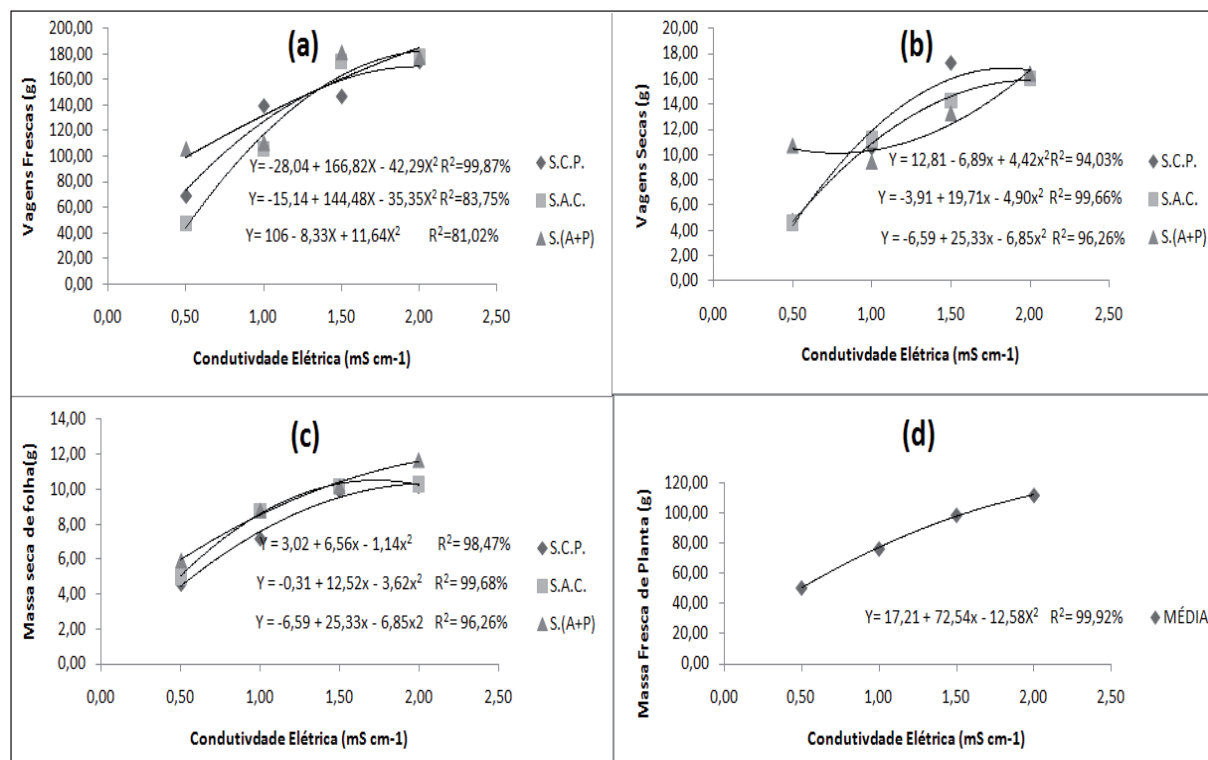 (a)
Vagens Frescas (g)
200,00
180,00
160,00
140,00
120,00
100,00
80,00
60,00
40,00
20,00
0,00
Y= -28,04 + 166,82X - 42,29X² R²=99,87%
Y= -15,14 + 144,48X - 35,35X² R²=83,75%
Y= 106 - 8,33X + 11,64X² R²=81,02%
S.C.P.
S.A.C.
S.(A+P)
0,00 0,50 1,00 1,50 2,00 2,50
Condutivdade Elétrica (mS cm-1)
(b)
Vagens Secas (g)
20,00
18,00
16,00
14,00
12,00
10,00
8,00
6,00
4,00
2,00
0,00
Y = 12,81 - 6,89x + 4,42x² R²= 94,03%
Y = -3,91 + 19,71x - 4,90x² R²= 99,66%
Y = -6,59 + 25,33x - 6,85x² R²= 96,26%
S.C.P.
S.A.C.
S.(A+P)
0,00 0,50 1,00 1,50 2,00 2,50
Condutivdade Elétrica (mS cm-1)
(c)
Massa seca de folha(g)
14,00
12,00
10,00
8,00
6,00
4,00
2,00
0,00
Y = 3,02 + 6,56x - 1,14x² R²= 98,47%
Y = -0,31 + 12,52x - 3,62x² R²= 99,68%
Y = -6,59 + 25,33x - 6,85x2 R²= 96,26%
S.C.P.
S.A.C.
S.(A+P)
0,00 0,50 1,00 1,50 2,00 2,50
Condutivdade Elétrica (mS cm-1)
(d)
Massa Fresca de Planta (g)
120,00
100,00
80,00
60,00
40,00
20,00
0,00
Y= 17,21 + 72,54x - 12,58X² R²= 99,92%
MÉDIA
0,00 0,50 1,00 1,50 2,00 2,50
Condutivdade Elétrica (mS cm-1)